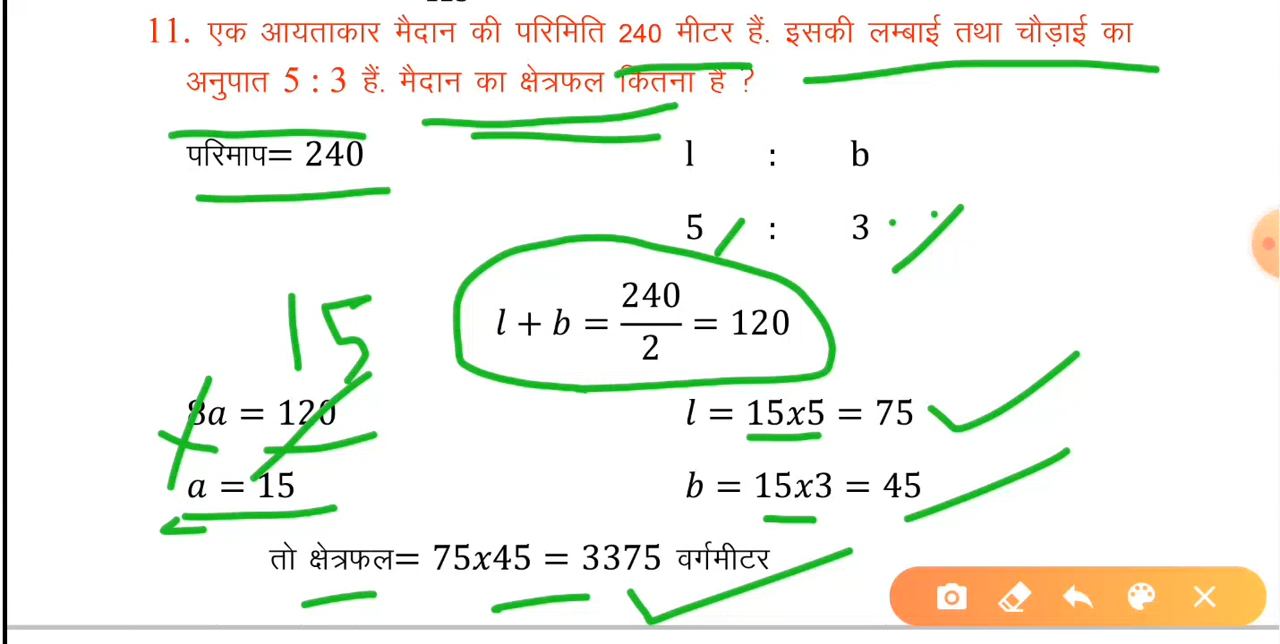 11. एक आयताकार मैदान की परिमिति 240 मीटर हैं. इसकी लम्बाई तथा चौड़ाई का
अनुपात 5 : 3 हैं. मैदान का क्षेत्रफल कितना है ?
परिमाप= 240 l : b
5 : 3
l + b = 240/2 = 120
15
8a = 120 l = 15x5 = 75
a = 15 b = 15x3 = 45
तो क्षेत्रफल= 75x45 = 3375 वर्गमीटर